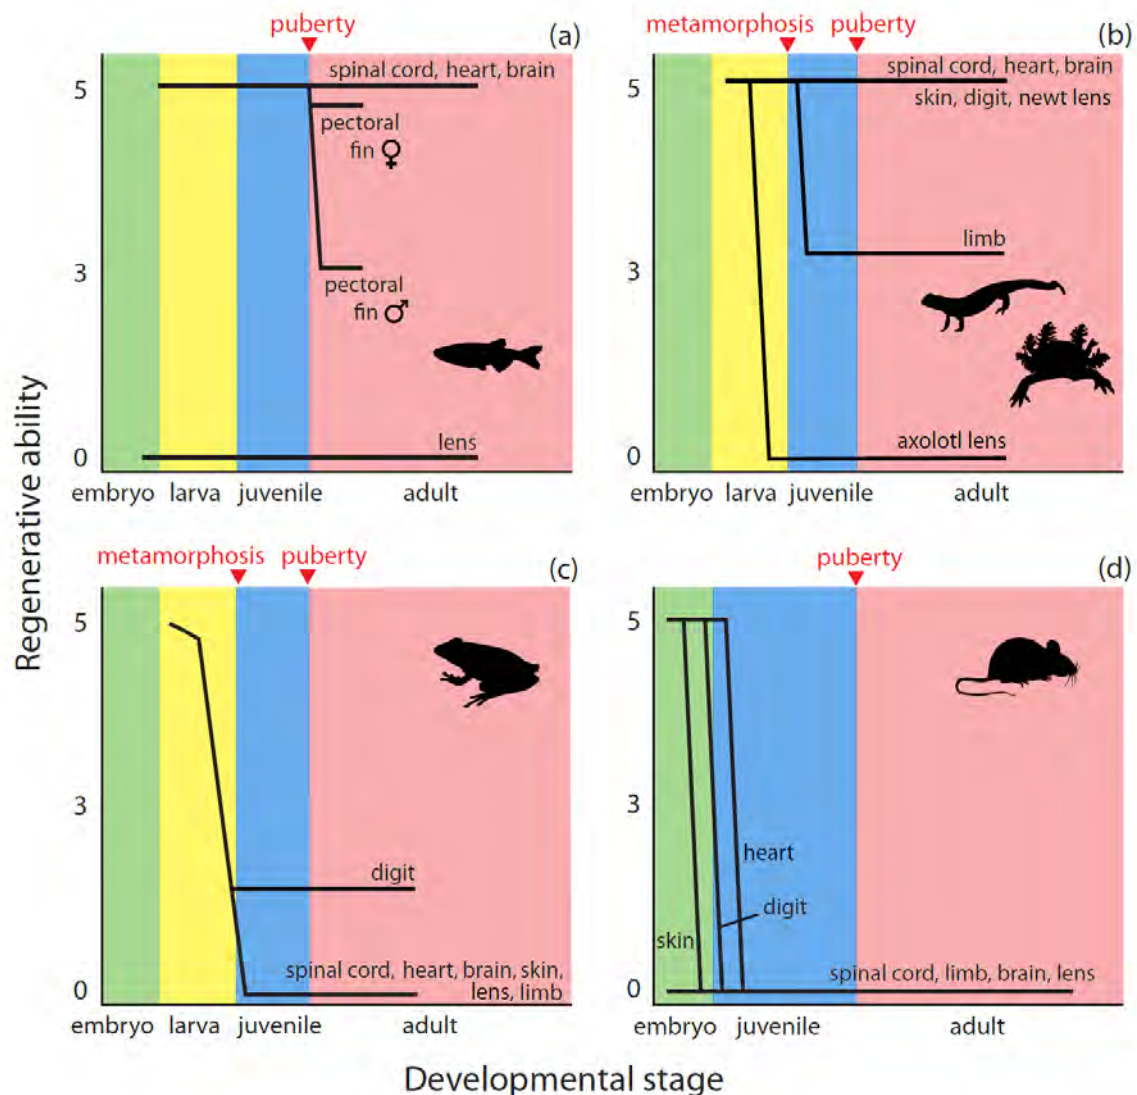 puberty
(a)
5
spinal cord, heart, brain
pectoral
fin ♀
3
pectoral
fin ♂
lens
0
embryo larva juvenile adult
metamorphosis puberty
(b)
5
spinal cord, heart, brain
skin, digit, newt lens
limb
3
axolotl lens
0
embryo larva juvenile adult
Regenerative ability
metamorphosis puberty
(c)
5
3
digit
spinal cord, heart, brain, skin,
lens, limb
0
embryo larva juvenile adult
puberty
(d)
5
3
heart
digit
skin
spinal cord, limb, brain, lens
0
embryo juvenile adult
Developmental stage